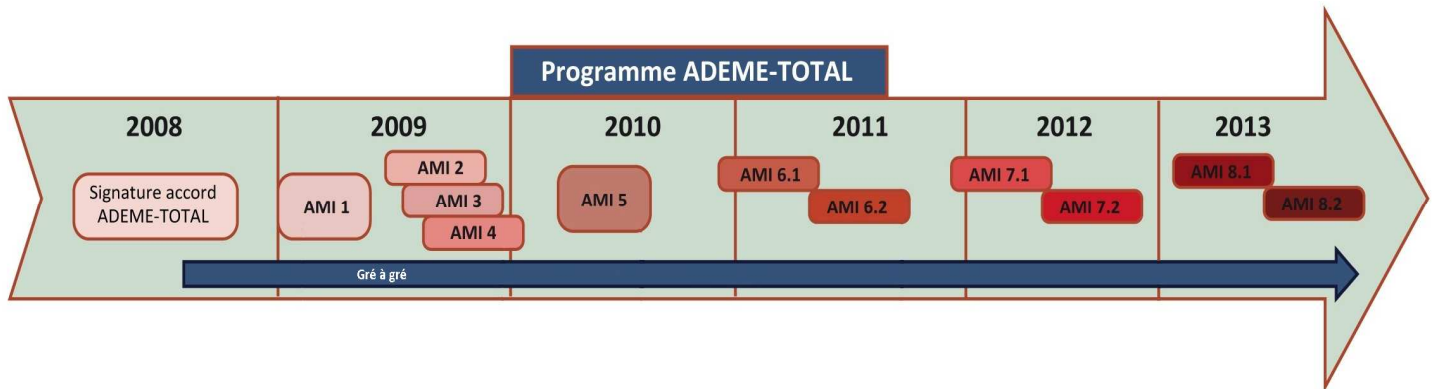 Programme ADEME-TOTAL
2008
2009
2010
2011
2012
2013
Signature accord
ADEME-TOTAL
AMI 1
AMI 2
AMI 3
AMI 4
AMI 5
AMI 6.1
AMI 6.2
AMI 7.1
AMI 7.2
AMI 8.1
AMI 8.2
Gré à gré